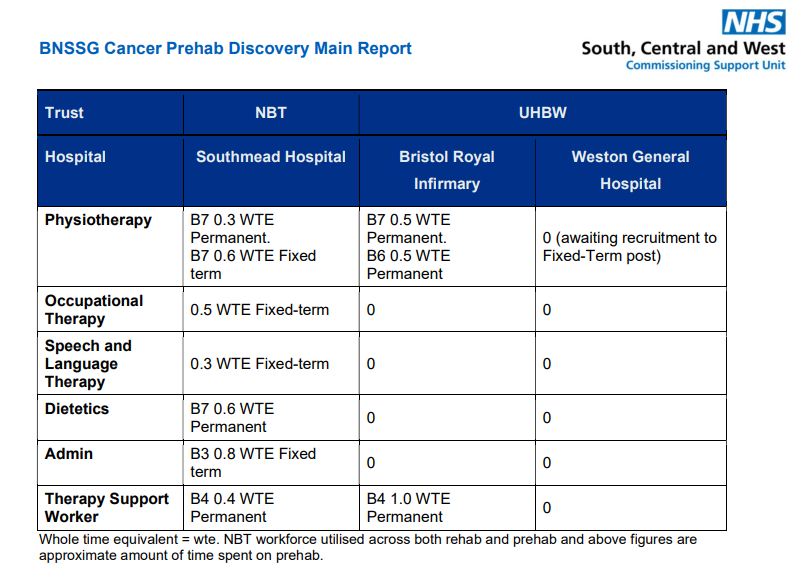 NHS
BNSSG Cancer Prehab Discovery Main Report
South, Central and West
Commissioning Support Unit
Trust
NBT
UHBW
Hospital
Southmead Hospital
Bristol Royal
Infirmary
Weston General
Hospital
Physiotherapy
B7 0.3 WTE
Permanent.
B7 0.6 WTE Fixed
term
B7 0.5 WTE
Permanent.
B6 0.5 WTE
Permanent
0 (awaiting recruitment to
Fixed-Term post)
Occupational
Therapy
0.5 WTE Fixed-term
0
0
Speech and
Language
Therapy
0.3 WTE Fixed-term
0
0
Dietetics
B7 0.6 WTE
Permanent
0
0
Admin
B3 0.8 WTE Fixed
term
0
0
Therapy Support
Worker
B4 0.4 WTE
Permanent
B4 1.0 WTE
Permanent
0
Whole time equivalent = wte. NBT workforce utilised across both rehab and prehab and above figures are
approximate amount of time spent on prehab.